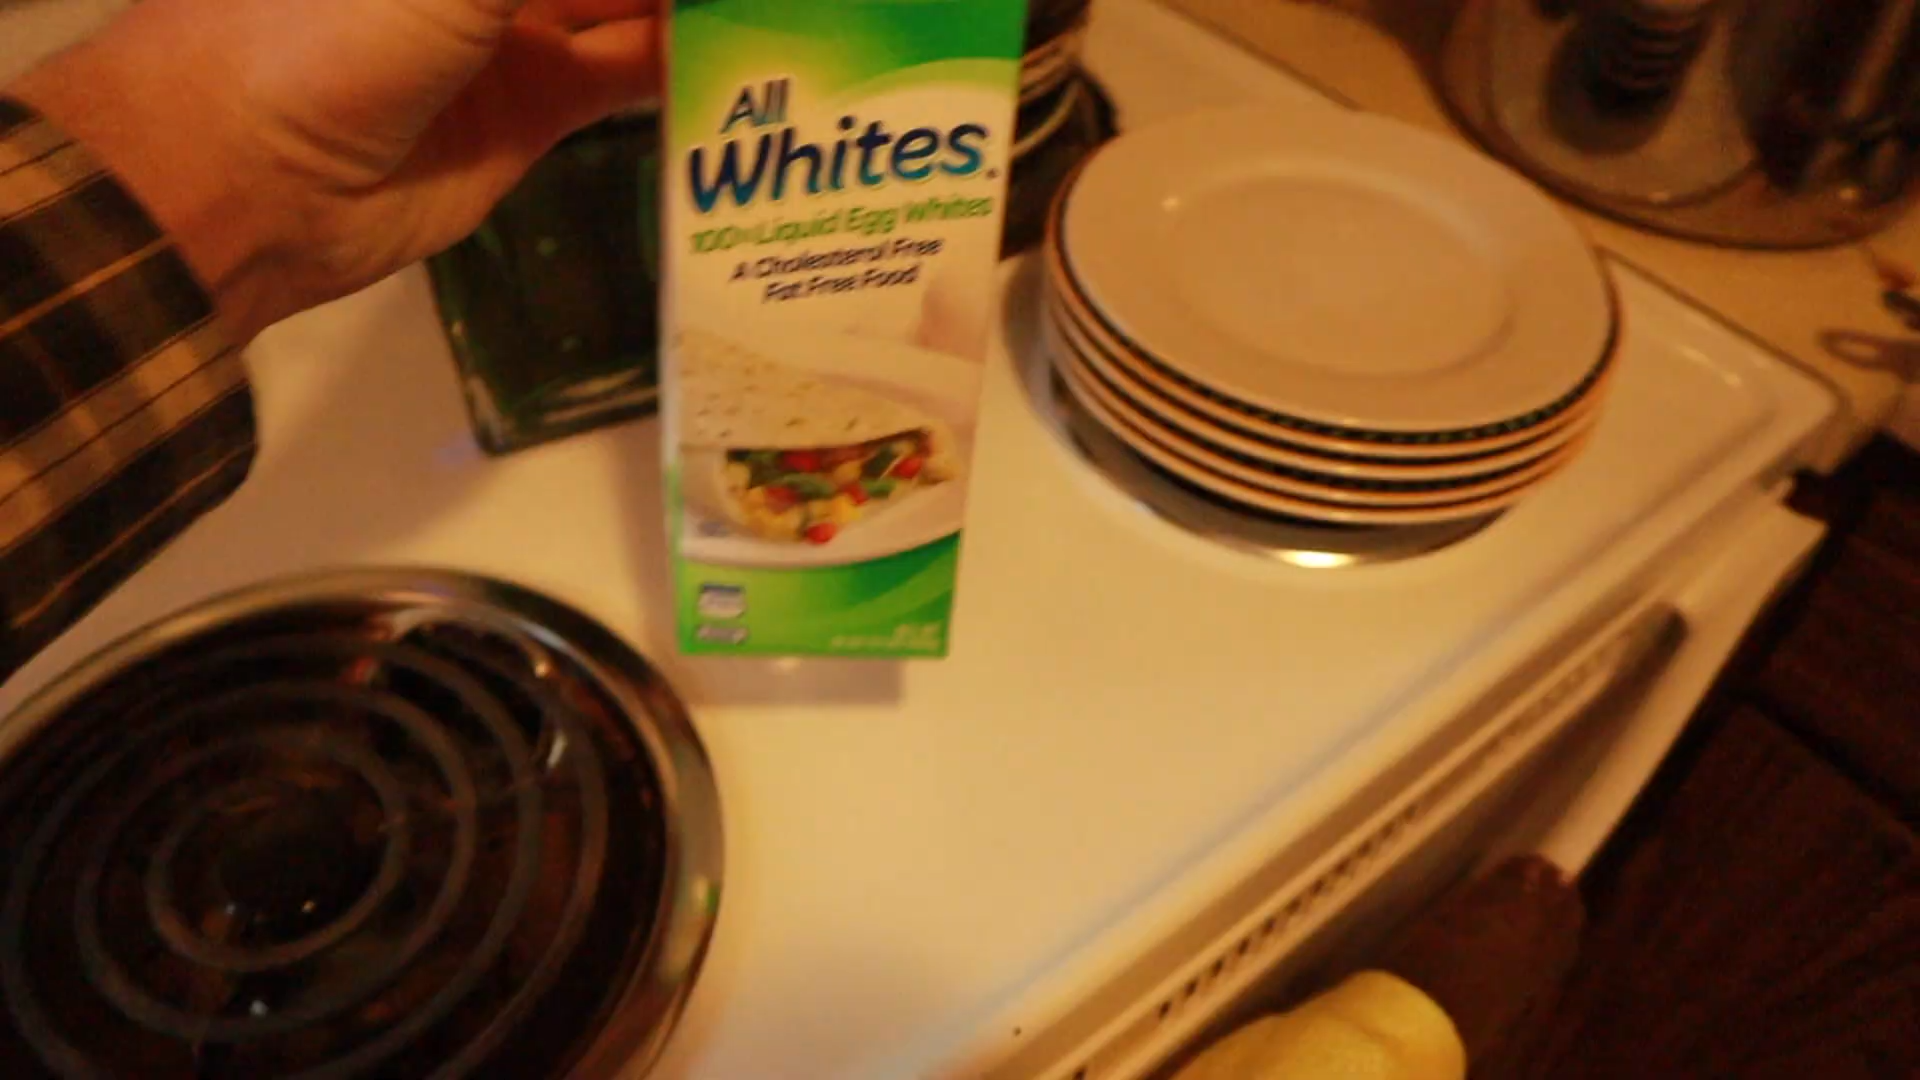 All
Whites
100% Liquid Egg Whites
A Cholesterol Free
Fat Free Food